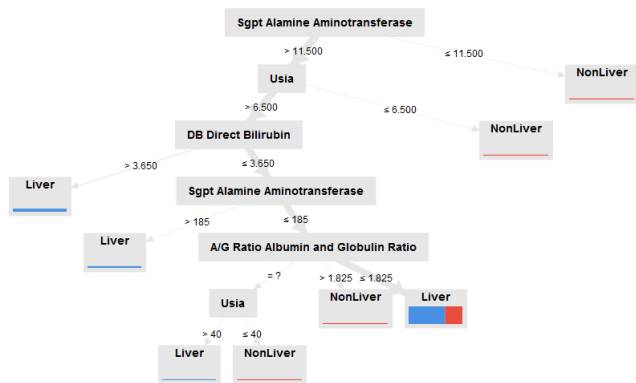 Sgpt Alamine Aminotransferase
> 11.500
≤ 11.500
Usia
NonLiver
> 6.500
≤ 6.500
DB Direct Bilirubin
NonLiver
> 3.650
≤ 3.650
Liver
Sgpt Alamine Aminotransferase
> 185
≤ 185
Liver
A/G Ratio Albumin and Globulin Ratio
= ?
> 1.825
≤ 1.825
Usia
NonLiver
Liver
> 40
≤ 40
Liver
NonLiver